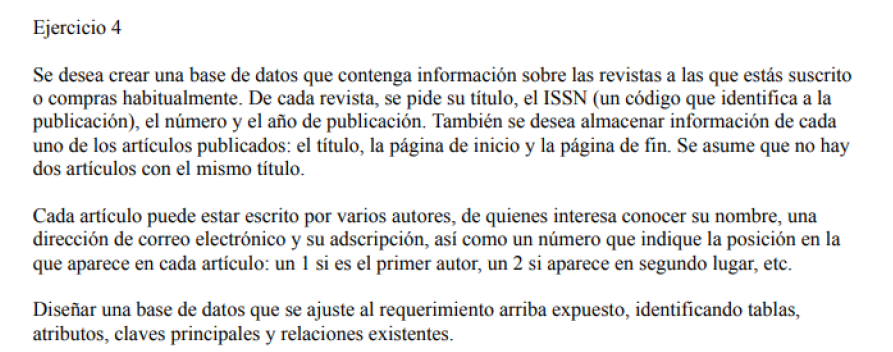 Ejercicio 4
Se desea crear una base de datos que contenga información sobre las revistas a las que estás suscrito
o compras habitualmente. De cada revista, se pide su título, el ISSN (un código que identifica a la
publicación), el número y el año de publicación. También se desea almacenar información de cada
uno de los artículos publicados: el título, la página de inicio y la página de fin. Se asume que no hay
dos artículos con el mismo título.
Cada artículo puede estar escrito por varios autores, de quienes interesa conocer su nombre, una
dirección de correo electrónico y su adscripción, así como un número que indique la posición en la
que aparece en cada artículo: un 1 si es el primer autor, un 2 si aparece en segundo lugar, etc.
Diseñar una base de datos que se ajuste al requerimiento arriba expuesto, identificando tablas,
atributos, claves principales y relaciones existentes.